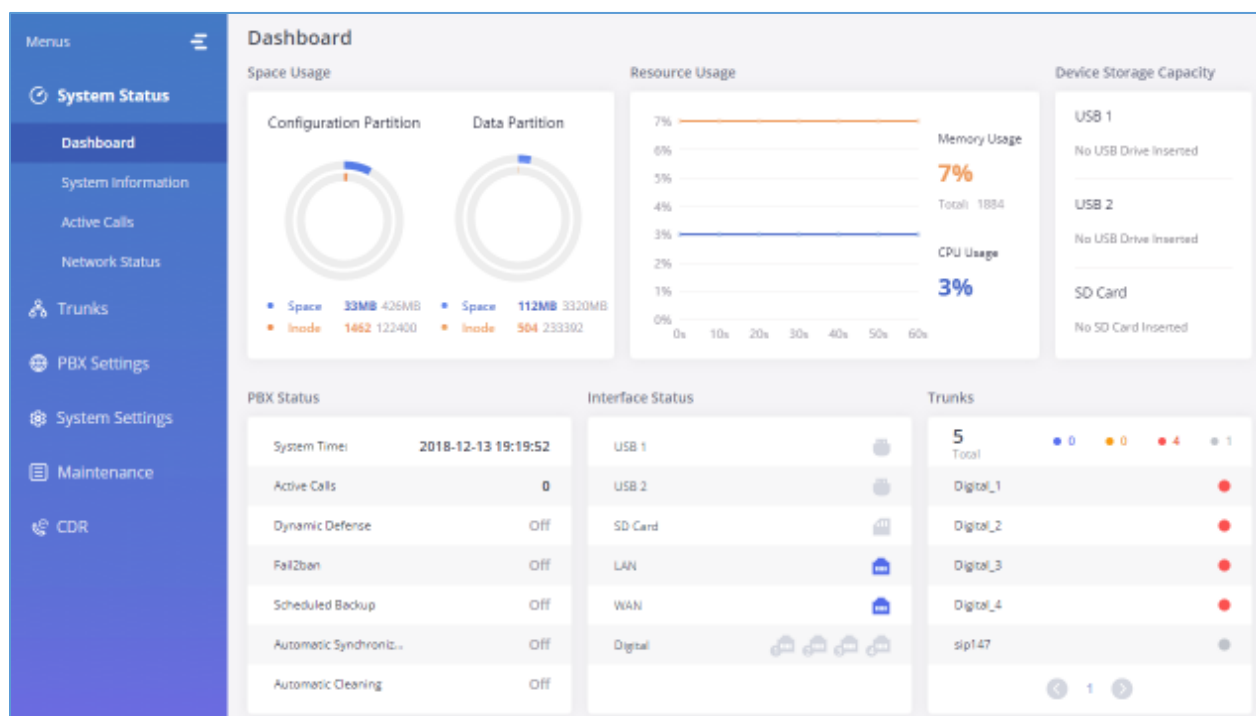 Menus
System Status
Dashboard
System Information
Active Calls
Network Status
Trunks
PBX Settings
System Settings
Maintenance
CDR
Dashboard
Space Usage
Configuration Partition
Data Partition
Space 33MB 426MB
Inode 1462 122400
Space 112MB 3320MB
Inode 504 233392
Resource Usage
7%
6%
5%
4%
3%
2%
1%
0%
0s 10s 20s 30s 40s 50s 60s
Memory Usage
7%
Total: 1884
CPU Usage
3%
Device Storage Capacity
USB 1
No USB Drive Inserted
USB 2
No USB Drive Inserted
SD Card
No SD Card Inserted
PBX Status
System Time: 2018-12-13 19:19:52
Active Calls 0
Dynamic Defense Off
Fail2ban Off
Scheduled Backup Off
Automatic Synchroniz... Off
Automatic Cleaning Off
Interface Status
USB 1
USB 2
SD Card
LAN
WAN
Digital
Trunks
5 0 0 4 1
Total
Digital_1
Digital_2
Digital_3
Digital_4
sip147
1